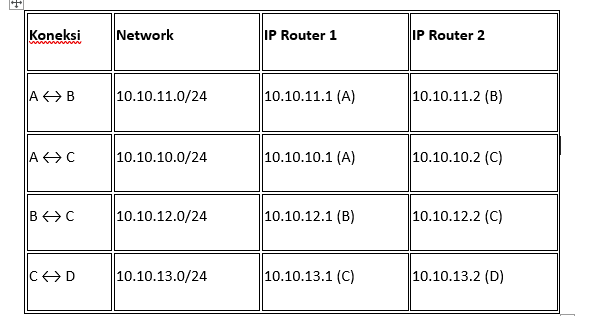 Koneksi Network IP Router 1 IP Router 2
A ↔ B 10.10.11.0/24 10.10.11.1 (A) 10.10.11.2 (B)
A ↔ C 10.10.10.0/24 10.10.10.1 (A) 10.10.10.2 (C)
B ↔ C 10.10.12.0/24 10.10.12.1 (B) 10.10.12.2 (C)
C ↔ D 10.10.13.0/24 10.10.13.1 (C) 10.10.13.2 (D)